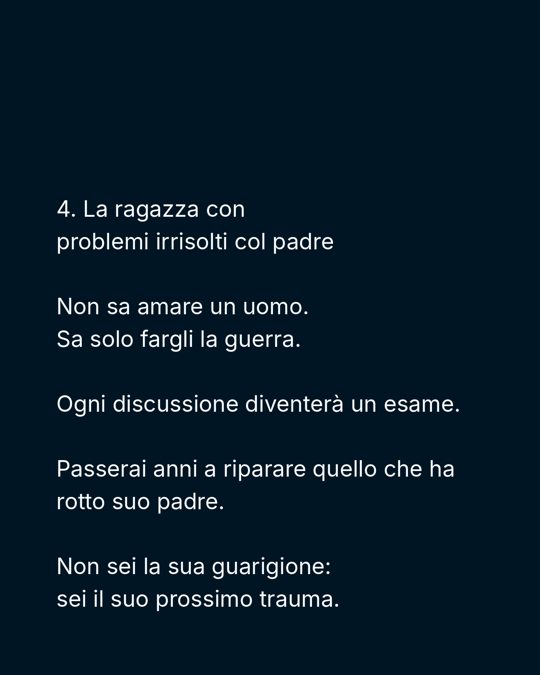 4. La ragazza con
problemi irrisolti col padre
Non sa amare un uomo.
Sa solo fargli la guerra.
Ogni discussione diventerà un esame.
Passerai anni a riparare quello che ha
rotto suo padre.
Non sei la sua guarigione:
sei il suo prossimo trauma.